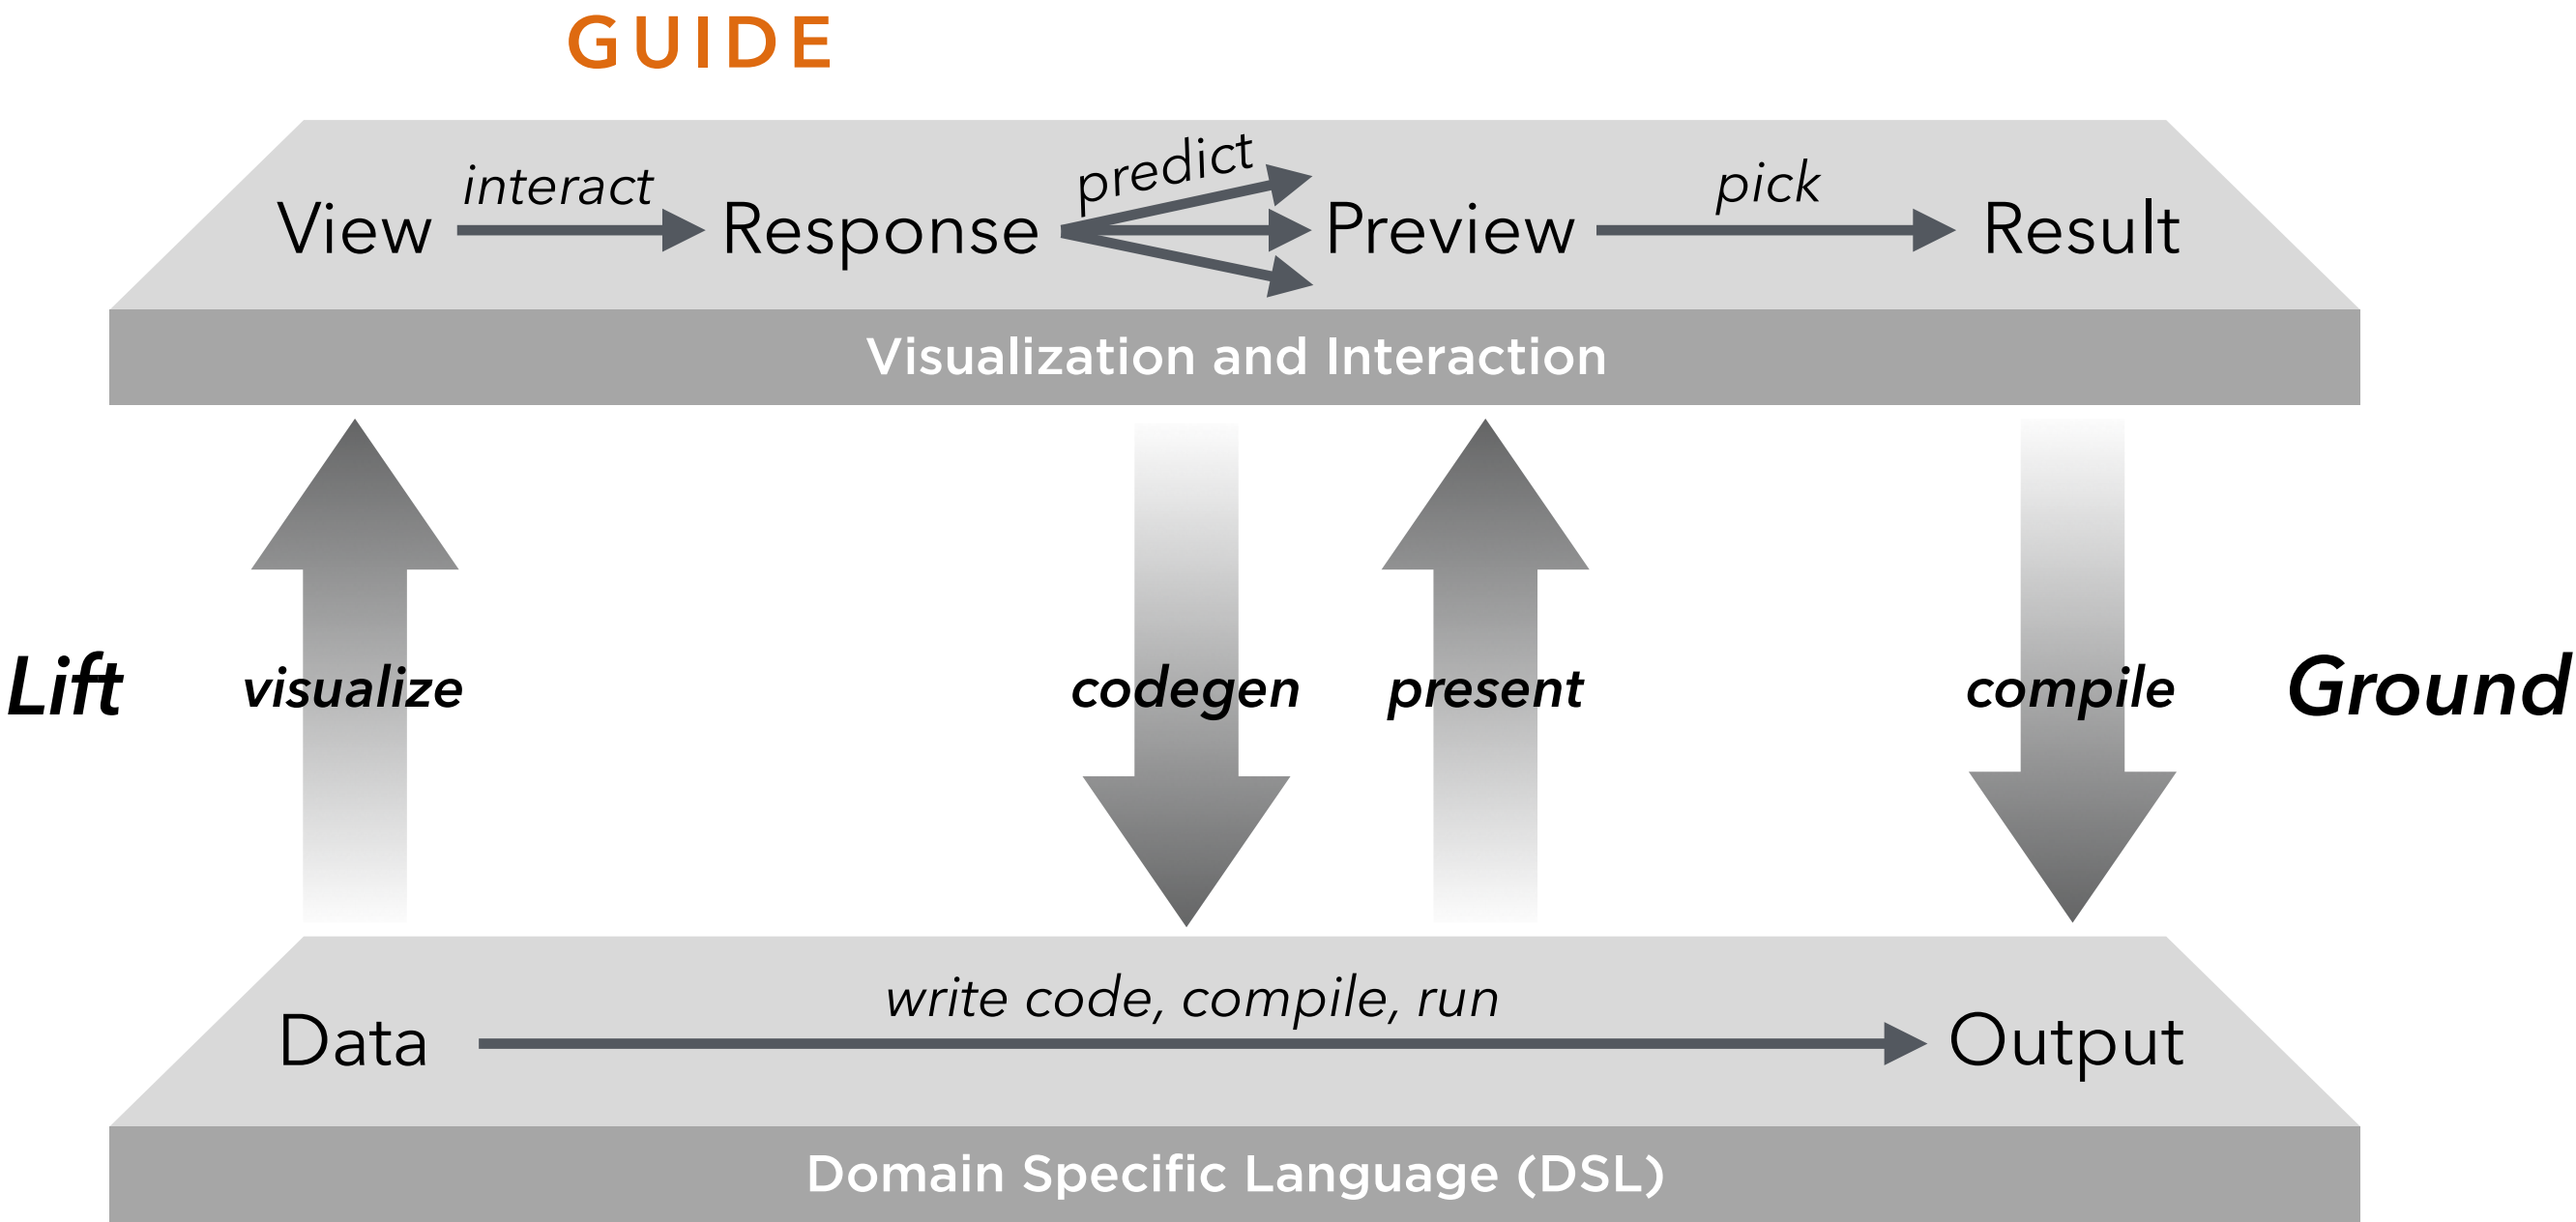 GUIDE
View
interact
Response
predict
Preview
pick
Result
Visualization and Interaction
Lift
visualize
codegen
present
compile
Ground
write code, compile, run
Data
Output
Domain Specific Language (DSL)